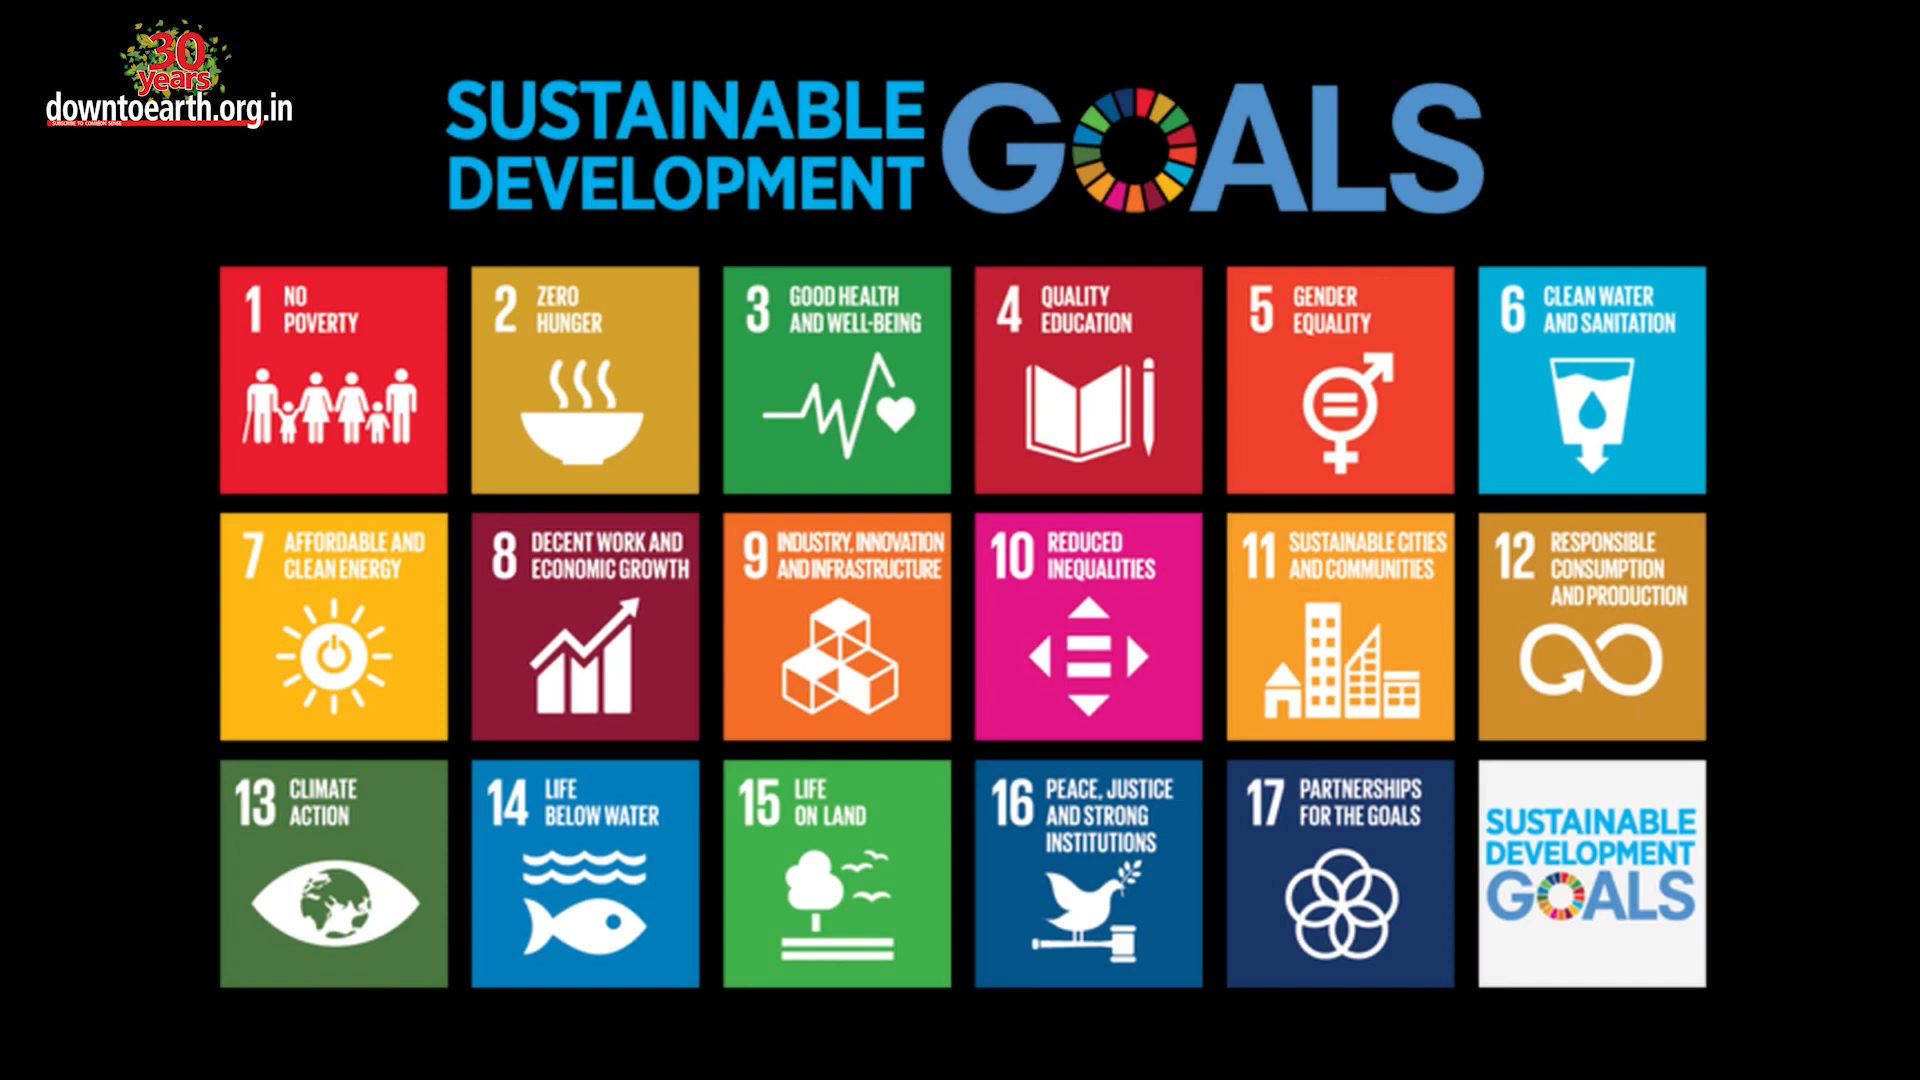 30
years
downtoearth.org.in
SUBSCRIBE TO COMMON SENSE
SUSTAINABLE
DEVELOPMENT
GOALS
1 NO
POVERTY
2 ZERO
HUNGER
3 GOOD HEALTH
AND WELL-BEING
4 QUALITY
EDUCATION
5 GENDER
EQUALITY
6 CLEAN WATER
AND SANITATION
7 AFFORDABLE AND
CLEAN ENERGY
8 DECENT WORK AND
ECONOMIC GROWTH
9 INDUSTRY, INNOVATION
AND INFRASTRUCTURE
10 REDUCED
INEQUALITIES
11 SUSTAINABLE CITIES
AND COMMUNITIES
12 RESPONSIBLE
CONSUMPTION
AND PRODUCTION
13 CLIMATE
ACTION
14 LIFE
BELOW WATER
15 LIFE
ON LAND
16 PEACE, JUSTICE
AND STRONG
INSTITUTIONS
17 PARTNERSHIPS
FOR THE GOALS
SUSTAINABLE
DEVELOPMENT
GOALS